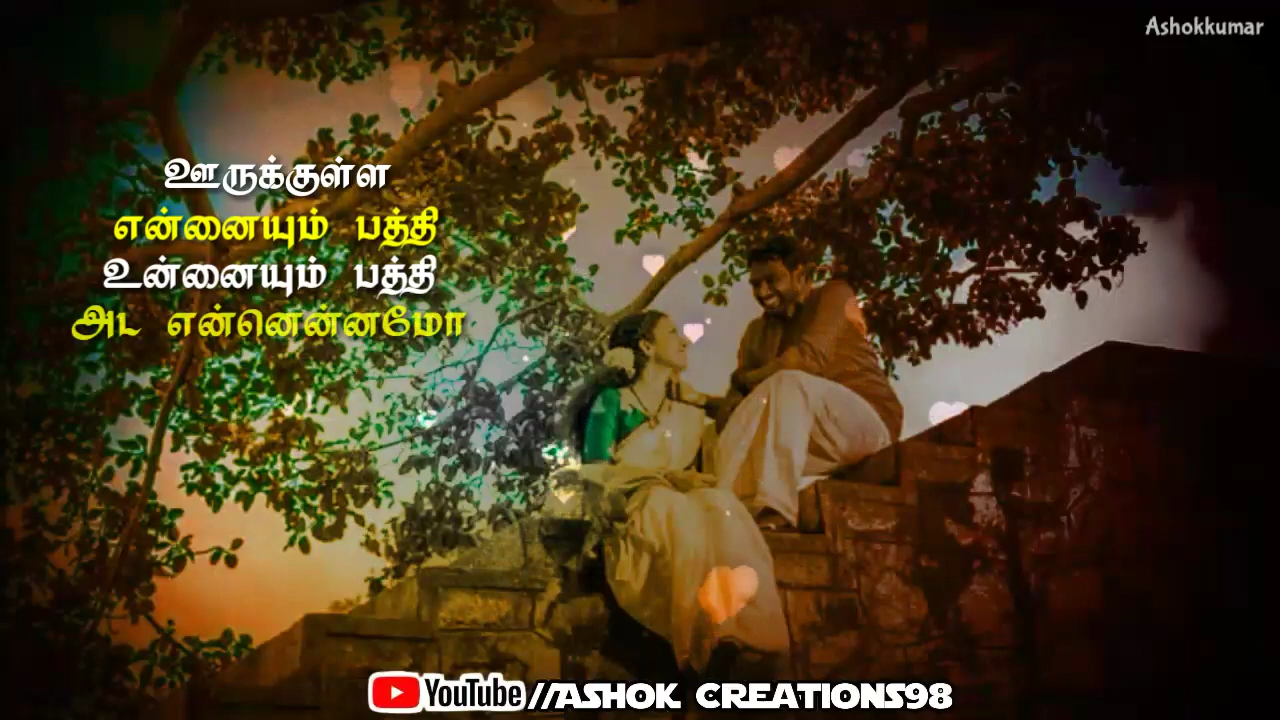 Ashokkumar
ஊருக்குள்ள
என்னையும் பத்தி
உன்னையும் பத்தி
அட என்னென்னமோ
YouTube //ASHOK CREATIONS98